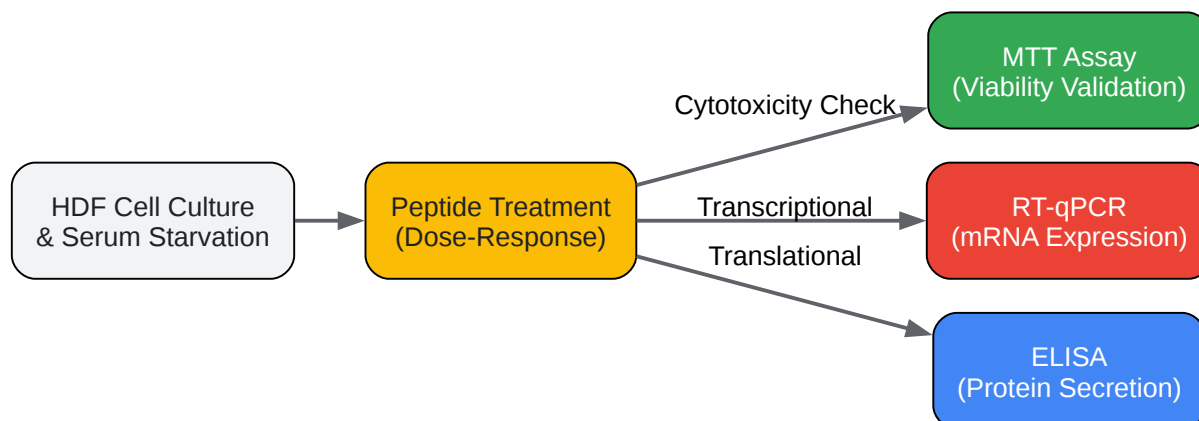 HDF Cell Culture
& Serum Starvation
Peptide Treatment
(Dose-Response)
Cytotoxicity Check
Transcriptional
Translational
MTT Assay
(Viability Validation)
RT-qPCR
(mRNA Expression)
ELISA
(Protein Secretion)